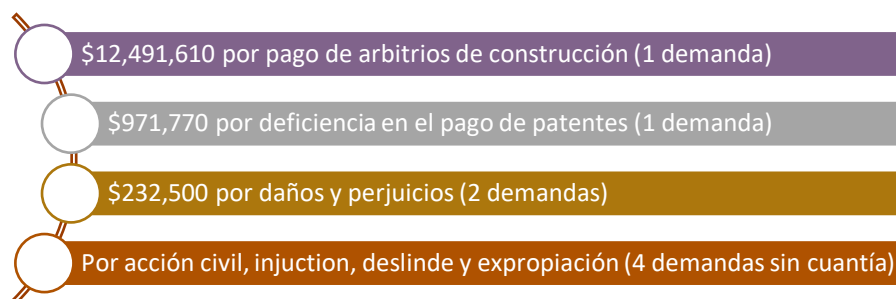 $12,491,610 por pago de arbitrios de construcción (1 demanda)
$971,770 por deficiencia en el pago de patentes (1 demanda)
$232,500 por daños y perjuicios (2 demandas)
Por acción civil, injuction, deslinde y expropiación (4 demandas sin cuantía)